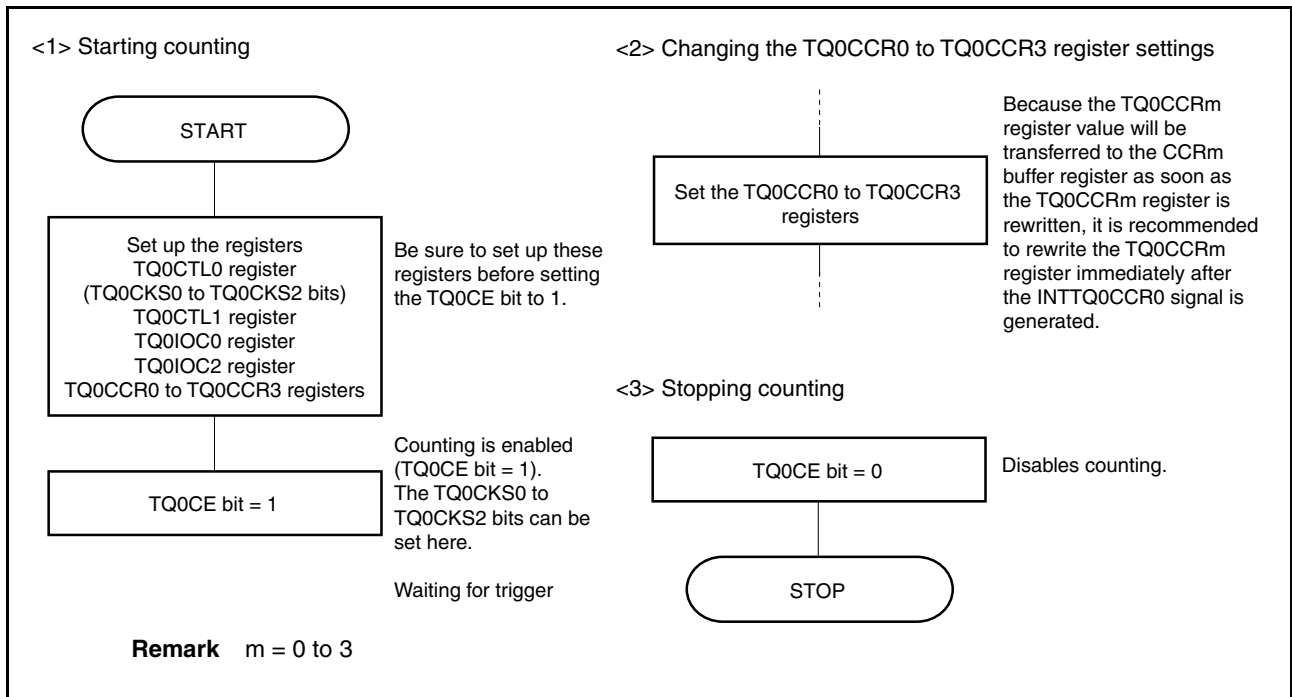 <1> Starting counting
START
Set up the registers
TQ0CTL0 register
(TQ0CKS0 to TQ0CKS2 bits)
TQ0CTL1 register
TQ0IOC0 register
TQ0IOC2 register
TQ0CCR0 to TQ0CCR3 registers
Be sure to set up these
registers before setting
the TQ0CE bit to 1.
TQ0CE bit = 1
Counting is enabled
(TQ0CE bit = 1).
The TQ0CKS0 to
TQ0CKS2 bits can be
set here.
Waiting for trigger
<2> Changing the TQ0CCR0 to TQ0CCR3 register settings
Set the TQ0CCR0 to TQ0CCR3
registers
Because the TQ0CCRm
register value will be
transferred to the CCRm
buffer register as soon as
the TQ0CCRm register is
rewritten, it is recommended
to rewrite the TQ0CCRm
register immediately after
the INTTQ0CCR0 signal is
generated.
<3> Stopping counting
TQ0CE bit = 0
Disables counting.
STOP
Remark m = 0 to 3